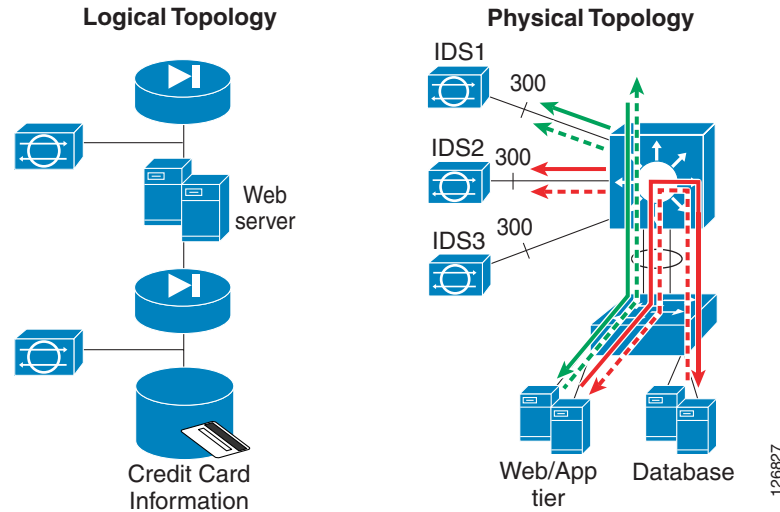 Logical Topology
Web
server
Credit Card
Information
Physical Topology
IDS1
300
IDS2
300
IDS3
300
Web/App
tier
Database
126827